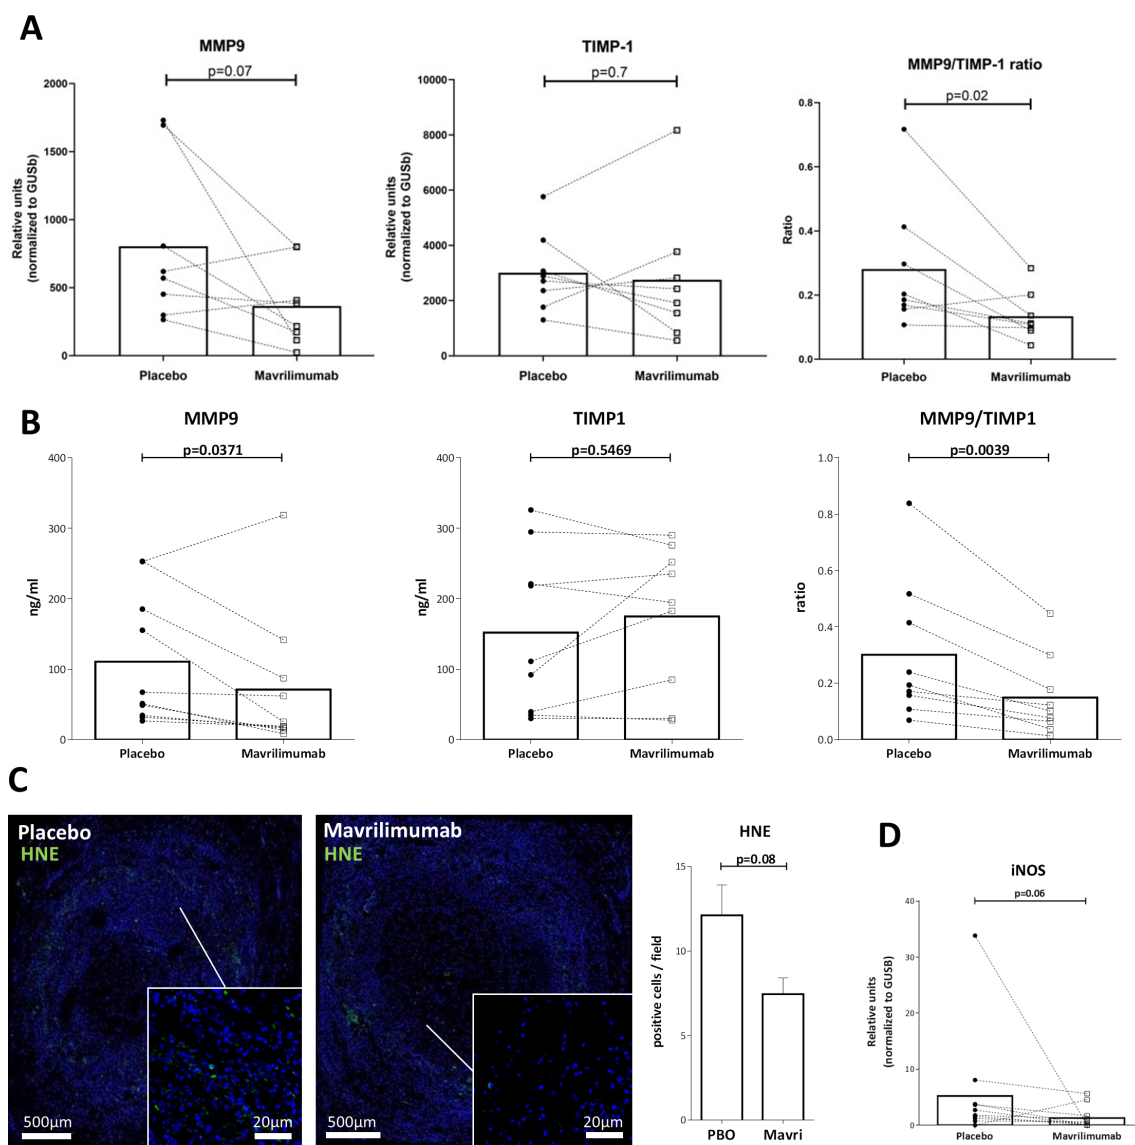 A
MMP9
p=0.07
Relative units
(normalized to GUSb)
2000
1500
1000
500
0
Placebo
Mavrilimumab
TIMP-1
p=0.7
Relative units
(normalized to GUSb)
10000
8000
6000
4000
2000
0
Placebo
Mavrilimumab
MMP9/TIMP-1 ratio
p=0.02
Ratio
0.8
0.6
0.4
0.2
0.0
Placebo
Mavrilimumab
B
MMP9
p=0.0371
ng/ml
400
300
200
100
0
Placebo
Mavrilimumab
TIMP1
p=0.5469
ng/ml
400
300
200
100
0
Placebo
Mavrilimumab
MMP9/TIMP1
p=0.0039
ratio
1.0
0.8
0.6
0.4
0.2
0.0
Placebo
Mavrilimumab
C
Placebo
HNE
500µm
20µm
Mavrilimumab
HNE
500µm
20µm
HNE
p=0.08
positive cells / field
15
10
5
0
PBO
Mavri
D
iNOS
p=0.06
Relative units
(normalized to GUSB)
40
30
20
10
0
Placebo
Mavrilimumab